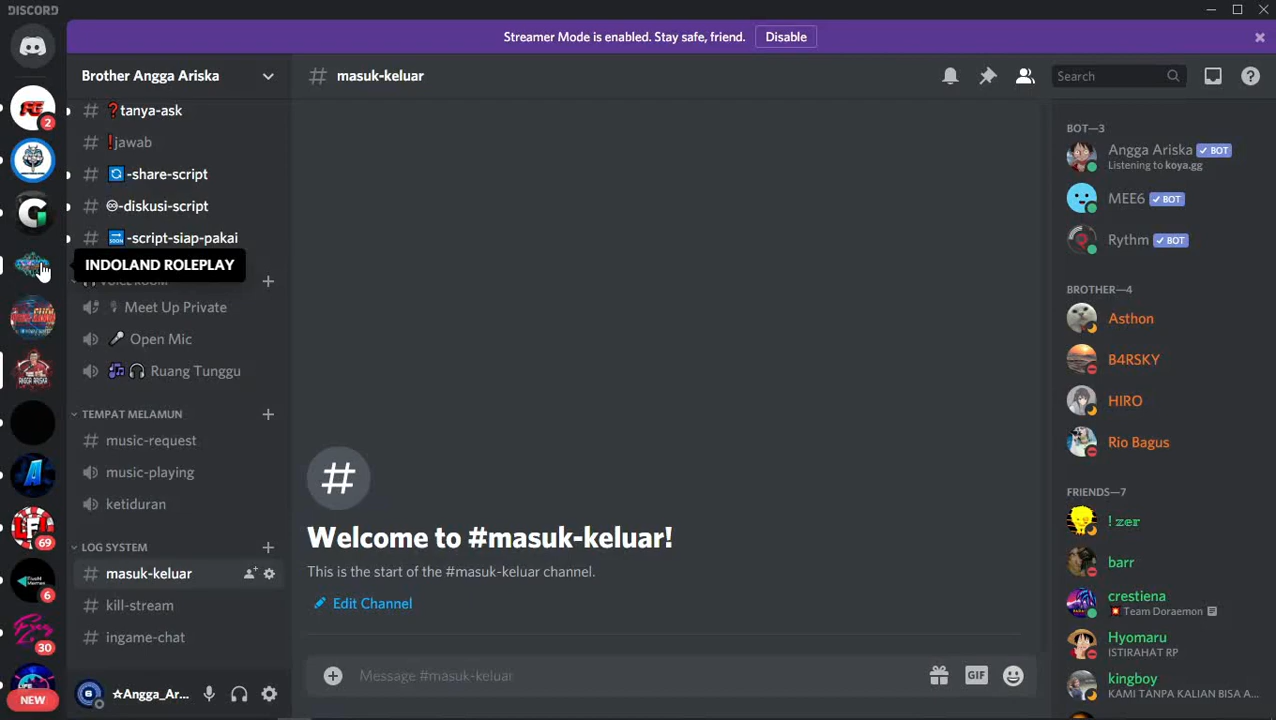 DISCORD
Streamer Mode is enabled. Stay safe, friend. Disable
Brother Angga Ariska
masuk-keluar
Search
2
❓tanya-ask
❗jawab
-share-script
-diskusi-script
-script-siap-pakai
INDOLAND ROLEPLAY
Meet Up Private
Open Mic
Ruang Tunggu
TEMPAT MELAMUN
music-request
music-playing
ketiduran
LOG SYSTEM
masuk-keluar
kill-stream
ingame-chat
69
6
30
NEW
☆Angga_Ar...
#
Welcome to #masuk-keluar!
This is the start of the #masuk-keluar channel.
Edit Channel
Message #masuk-keluar
GIF
BOT—3
Angga Ariska ✓ BOT
Listening to koya.gg
MEE6 ✓ BOT
Rythm ✓ BOT
BROTHER—4
Asthon
B4RSKY
HIRO
Rio Bagus
FRIENDS—7
! zer
barr
crestiena
Team Doraemon
Hyomaru
ISTIRAHAT RP
kingboy
KAMI TANPA KALIAN BISA A...